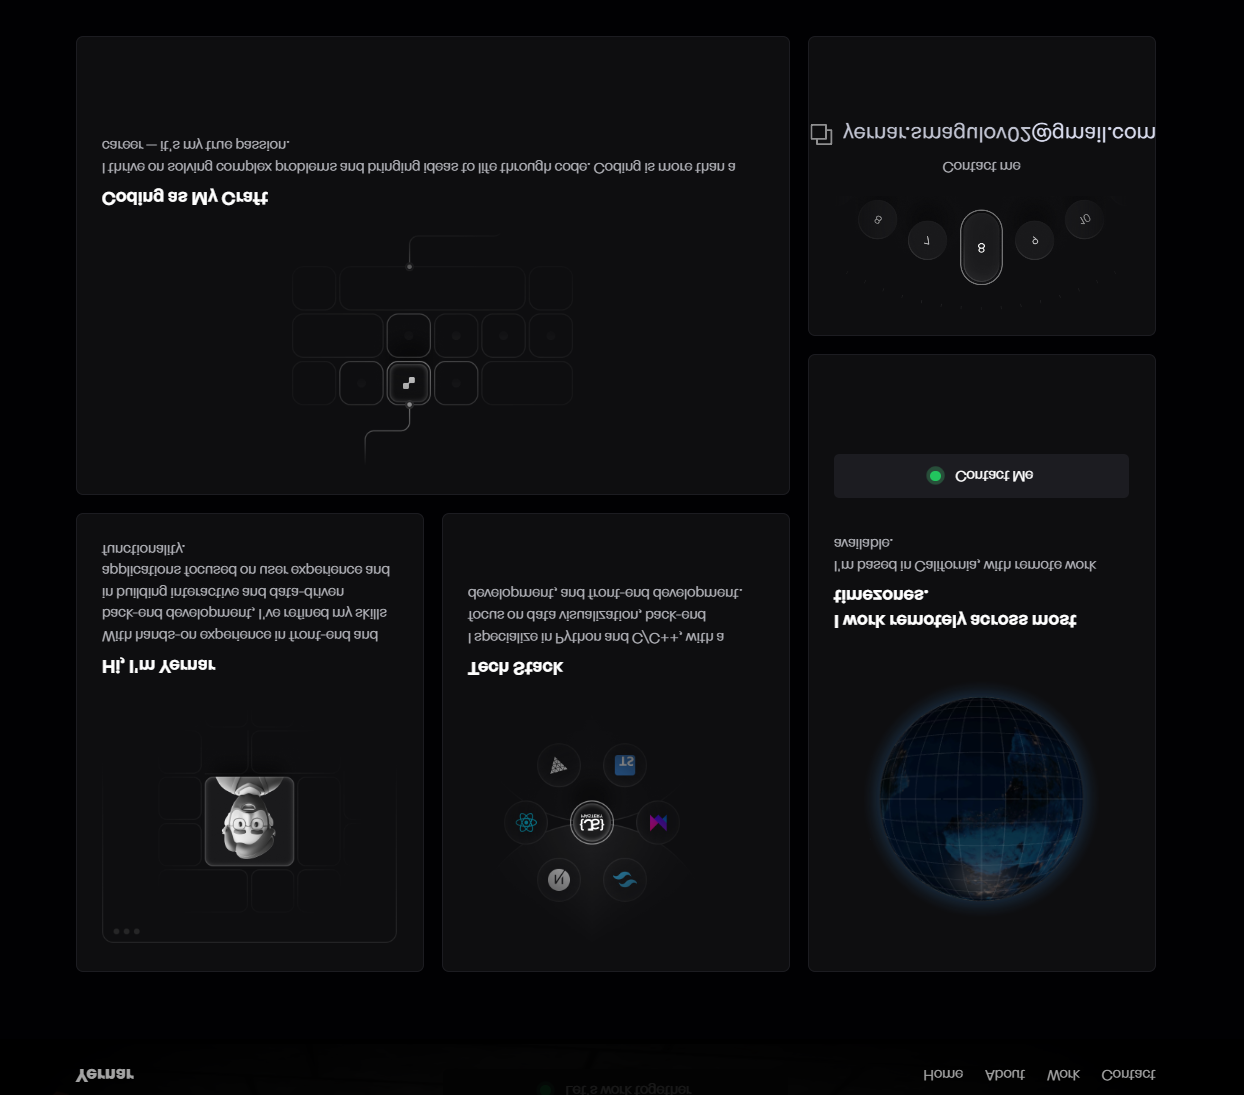 Yernar
Home About Work Contact
Let's work together
Hi, I'm Yernar
With hands-on experience in front-end and
back-end development, I've refined my skills
in building interactive and data-driven
applications focused on user experience and
functionality.
N
{JS}
MASTERY
TS
Tech Stack
I specialize in Python and C/C++, with a
focus on data visualization, back-end
development, and front-end development.
I work remotely across most
timezones.
I'm based in California, with remote work
available.
Contact Me
Coding as My Craft
I thrive on solving complex problems and bringing ideas to life through code. Coding is more than a
career — it's my true passion.
6 7 8 9 10
Contact me
yernar.smagulov02@gmail.com